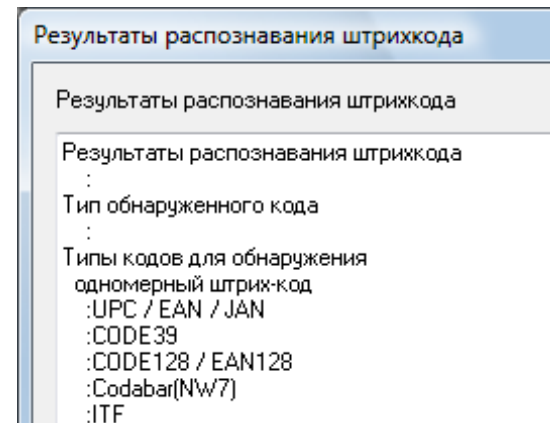 Результаты распознавания штрихкода
Результаты распознавания штрихкода
Результаты распознавания штрихкода
:
Тип обнаруженного кода
:
Типы кодов для обнаружения
одномерный штрих-код
:UPC / EAN / JAN
:CODE39
:CODE128 / EAN128
:Codabar(NW7)
:ITF